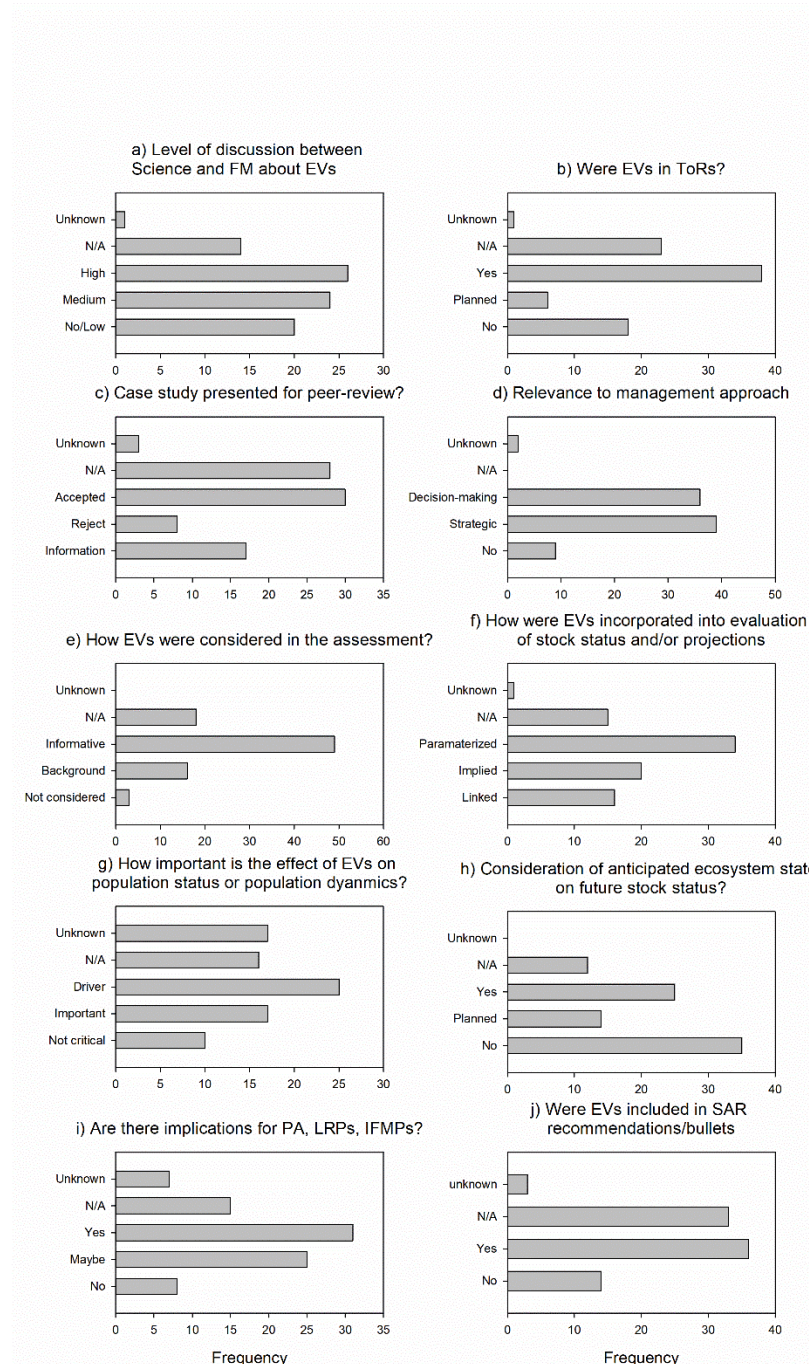 a) Level of discussion between
Science and FM about EVs
Unknown
N/A
High
Medium
No/Low
0 5 10 15 20 25 30
b) Were EVs in ToRs?
Unknown
N/A
Yes
Planned
No
0 10 20 30 40
c) Case study presented for peer-review?
Unknown
N/A
Accepted
Reject
Information
0 5 10 15 20 25 30 35
d) Relevance to management approach
Unknown
N/A
Decision-making
Strategic
No
0 10 20 30 40 50
e) How EVs were considered in the assessment?
Unknown
N/A
Informative
Background
Not considered
0 10 20 30 40 50 60
f) How were EVs incorporated into evaluation
of stock status and/or projections
Unknown
N/A
Paramaterized
Implied
Linked
0 10 20 30 40
g) How important is the effect of EVs on
population status or population dyanmics?
Unknown
N/A
Driver
Important
Not critical
0 5 10 15 20 25 30
h) Consideration of anticipated ecosystem stat
on future stock status?
Unknown
N/A
Yes
Planned
No
0 10 20 30 40
i) Are there implications for PA, LRPs, IFMPs?
Unknown
N/A
Yes
Maybe
No
0 5 10 15 20 25 30 35
Frequency
j) Were EVs included in SAR
recommendations/bullets
unknown
N/A
Yes
No
0 10 20 30 40
Frequency